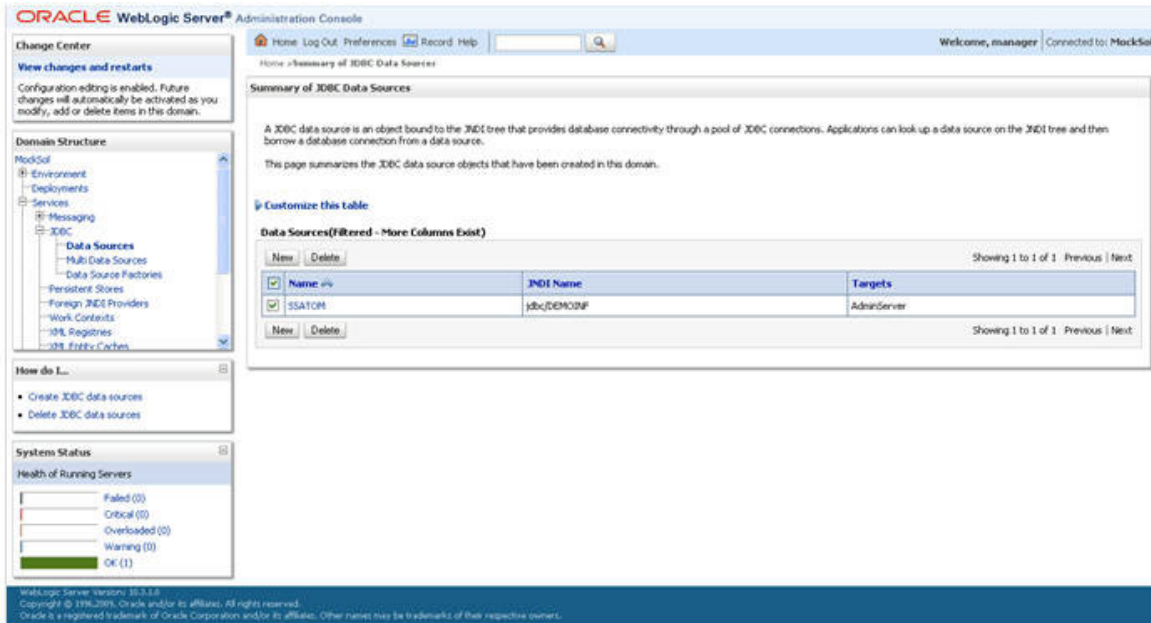 ORACLE WebLogic Server® Administration Console
Change Center
View changes and restarts
Configuration editing is enabled. Future
changes will automatically be activated as you
modify, add or delete items in this domain.
Domain Structure
MockSol
Environment
Deployments
Services
Messaging
JDBC
Data Sources
Multi Data Sources
Data Source Factories
Persistent Stores
Foreign JNDI Providers
Work Contexts
XML Registries
XML Entity Caches
How do I...
Create JDBC data sources
Delete JDBC data sources
System Status
Health of Running Servers
Failed (0)
Critical (0)
Overloaded (0)
Warning (0)
OK (1)
Home Log Out Preferences Record Help
Welcome, manager Connected to: MockSol
Home >Summary of JDBC Data Sources
Summary of JDBC Data Sources
A JDBC data source is an object bound to the JNDI tree that provides database connectivity through a pool of JDBC connections. Applications can look up a data source on the JNDI tree and then
borrow a database connection from a data source.
This page summarizes the JDBC data source objects that have been created in this domain.
Customize this table
Data Sources(Filtered - More Columns Exist)
New Delete Showing 1 to 1 of 1 Previous | Next
Name JNDI Name Targets
SSATOM jdbc/DEMOINF AdminServer
New Delete Showing 1 to 1 of 1 Previous | Next
WebLogic Server Version: 10.3.1.0
Copyright © 1996,2009, Oracle and/or its affiliates. All rights reserved.
Oracle is a registered trademark of Oracle Corporation and/or its affiliates. Other names may be trademarks of their respective owners.